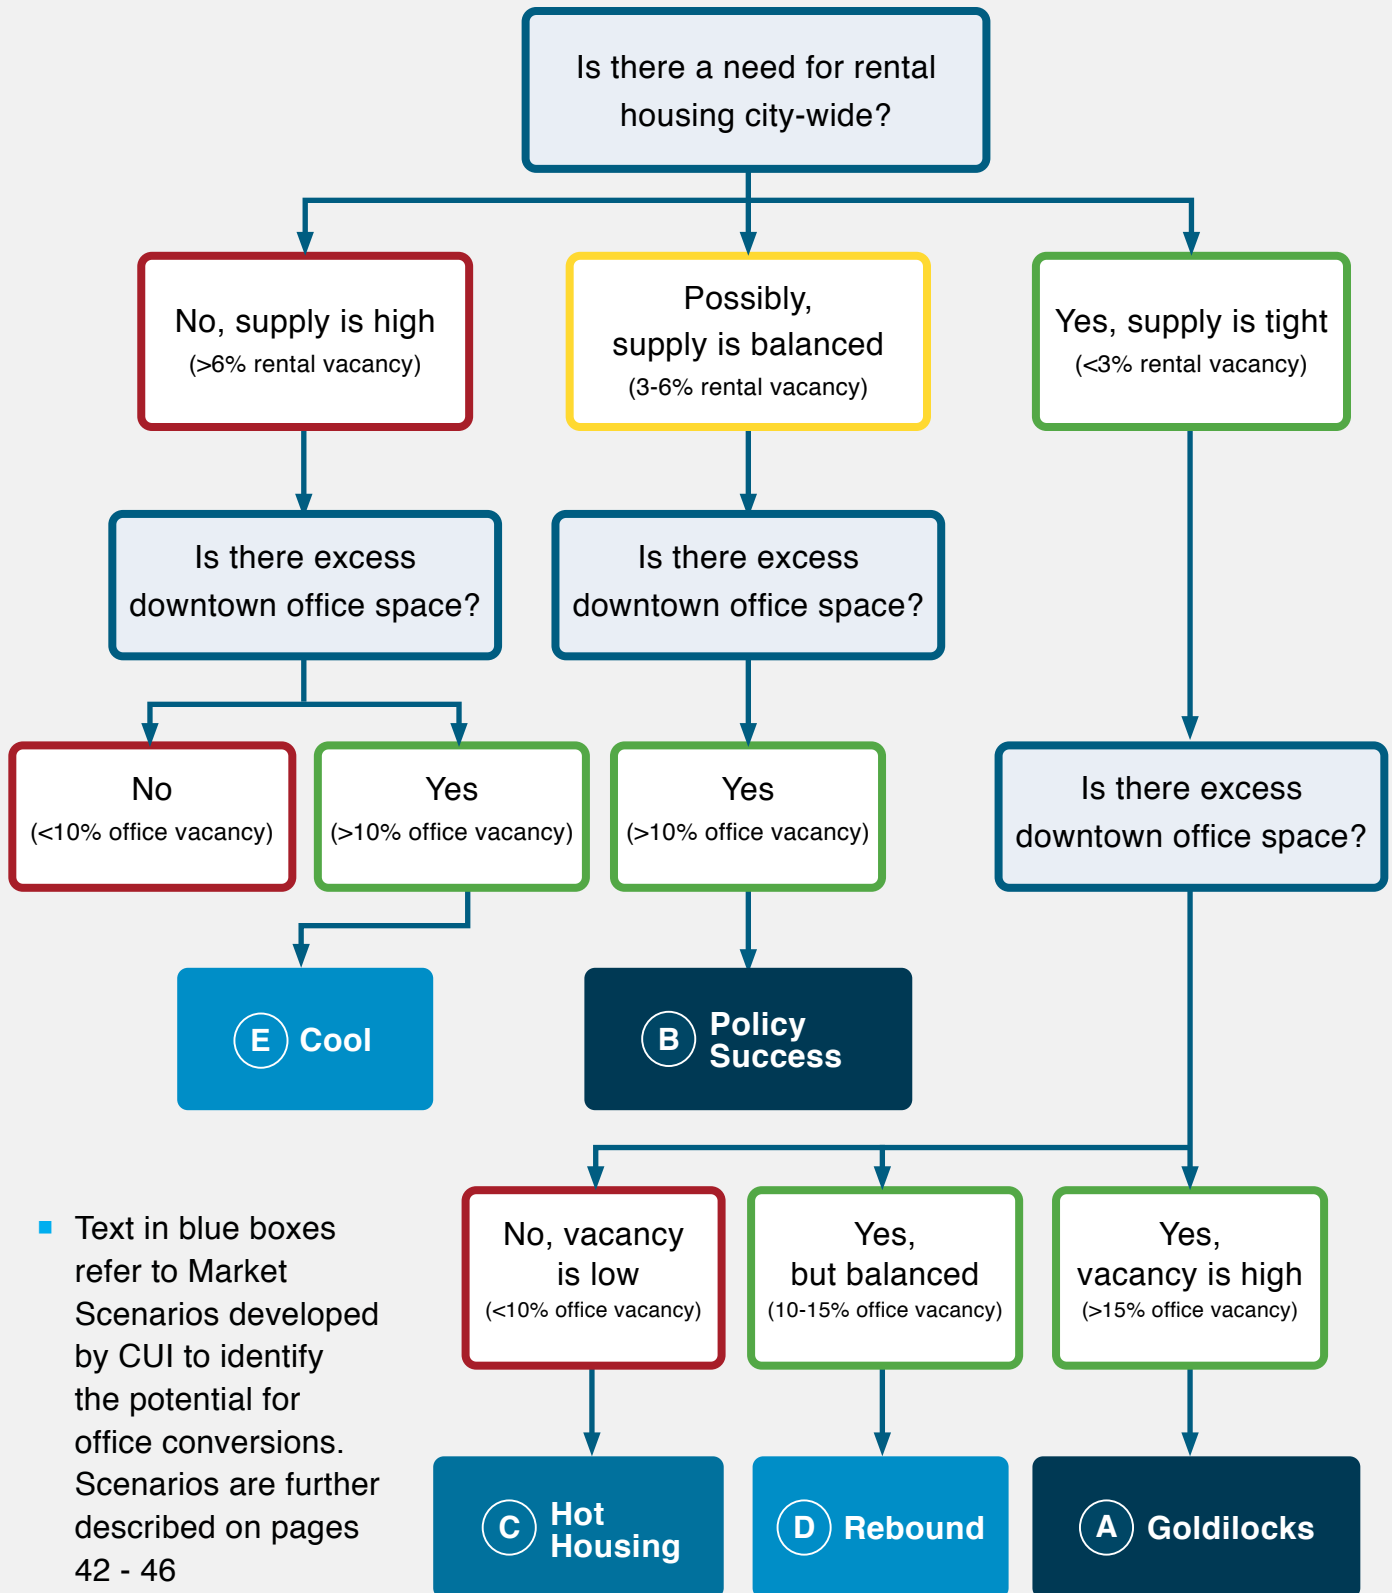 Is there a need for rental
housing city-wide?
No, supply is high
(>6% rental vacancy)
Possibly,
supply is balanced
(3-6% rental vacancy)
Yes, supply is tight
(<3% rental vacancy)
Is there excess
downtown office space?
Is there excess
downtown office space?
No
(<10% office vacancy)
Yes
(>10% office vacancy)
Yes
(>10% office vacancy)
Is there excess
downtown office space?
E Cool
B Policy
Success
No, vacancy
is low
(<10% office vacancy)
Yes,
but balanced
(10-15% office vacancy)
Yes,
vacancy is high
(>15% office vacancy)
Text in blue boxes
refer to Market
Scenarios developed
by CUI to identify
the potential for
office conversions.
Scenarios are further
described on pages
42 - 46
C Hot
Housing
D Rebound
A Goldilocks